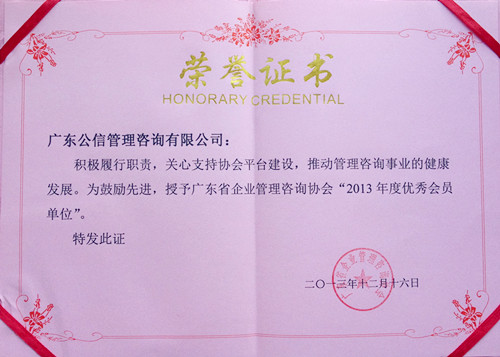 荣誉证书
HONORARY CREDENTIAL
广东公信管理咨询有限公司：
积极履行职责，关心支持协会平台建设，推动管理咨询事业的健康
发展。为鼓励先进，授予广东省企业管理咨询协会“2013 年度优秀会员
单位”。
特发此证
二〇一三年十二月十六日